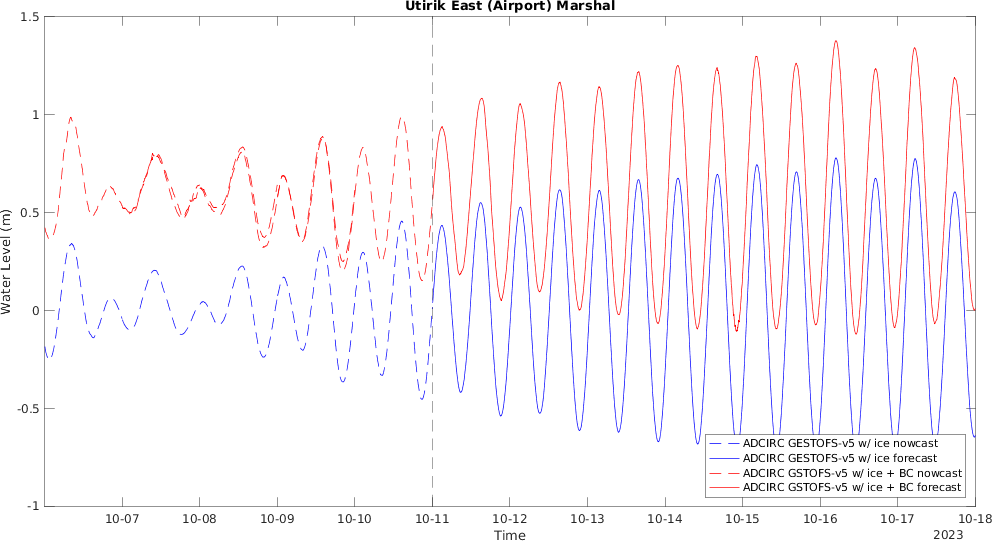 Utirik East (Airport) Marshal
1.5
1
0.5
0
-0.5
-1
Water Level (m)
10-07 10-08 10-09 10-10 10-11 10-12 10-13 10-14 10-15 10-16 10-17 10-18
Time
2023
ADCIRC GESTOFS-v5 w/ ice nowcast
ADCIRC GESTOFS-v5 w/ ice forecast
ADCIRC GSTOFS-v5 w/ ice + BC nowcast
ADCIRC GSTOFS-v5 w/ ice + BC forecast